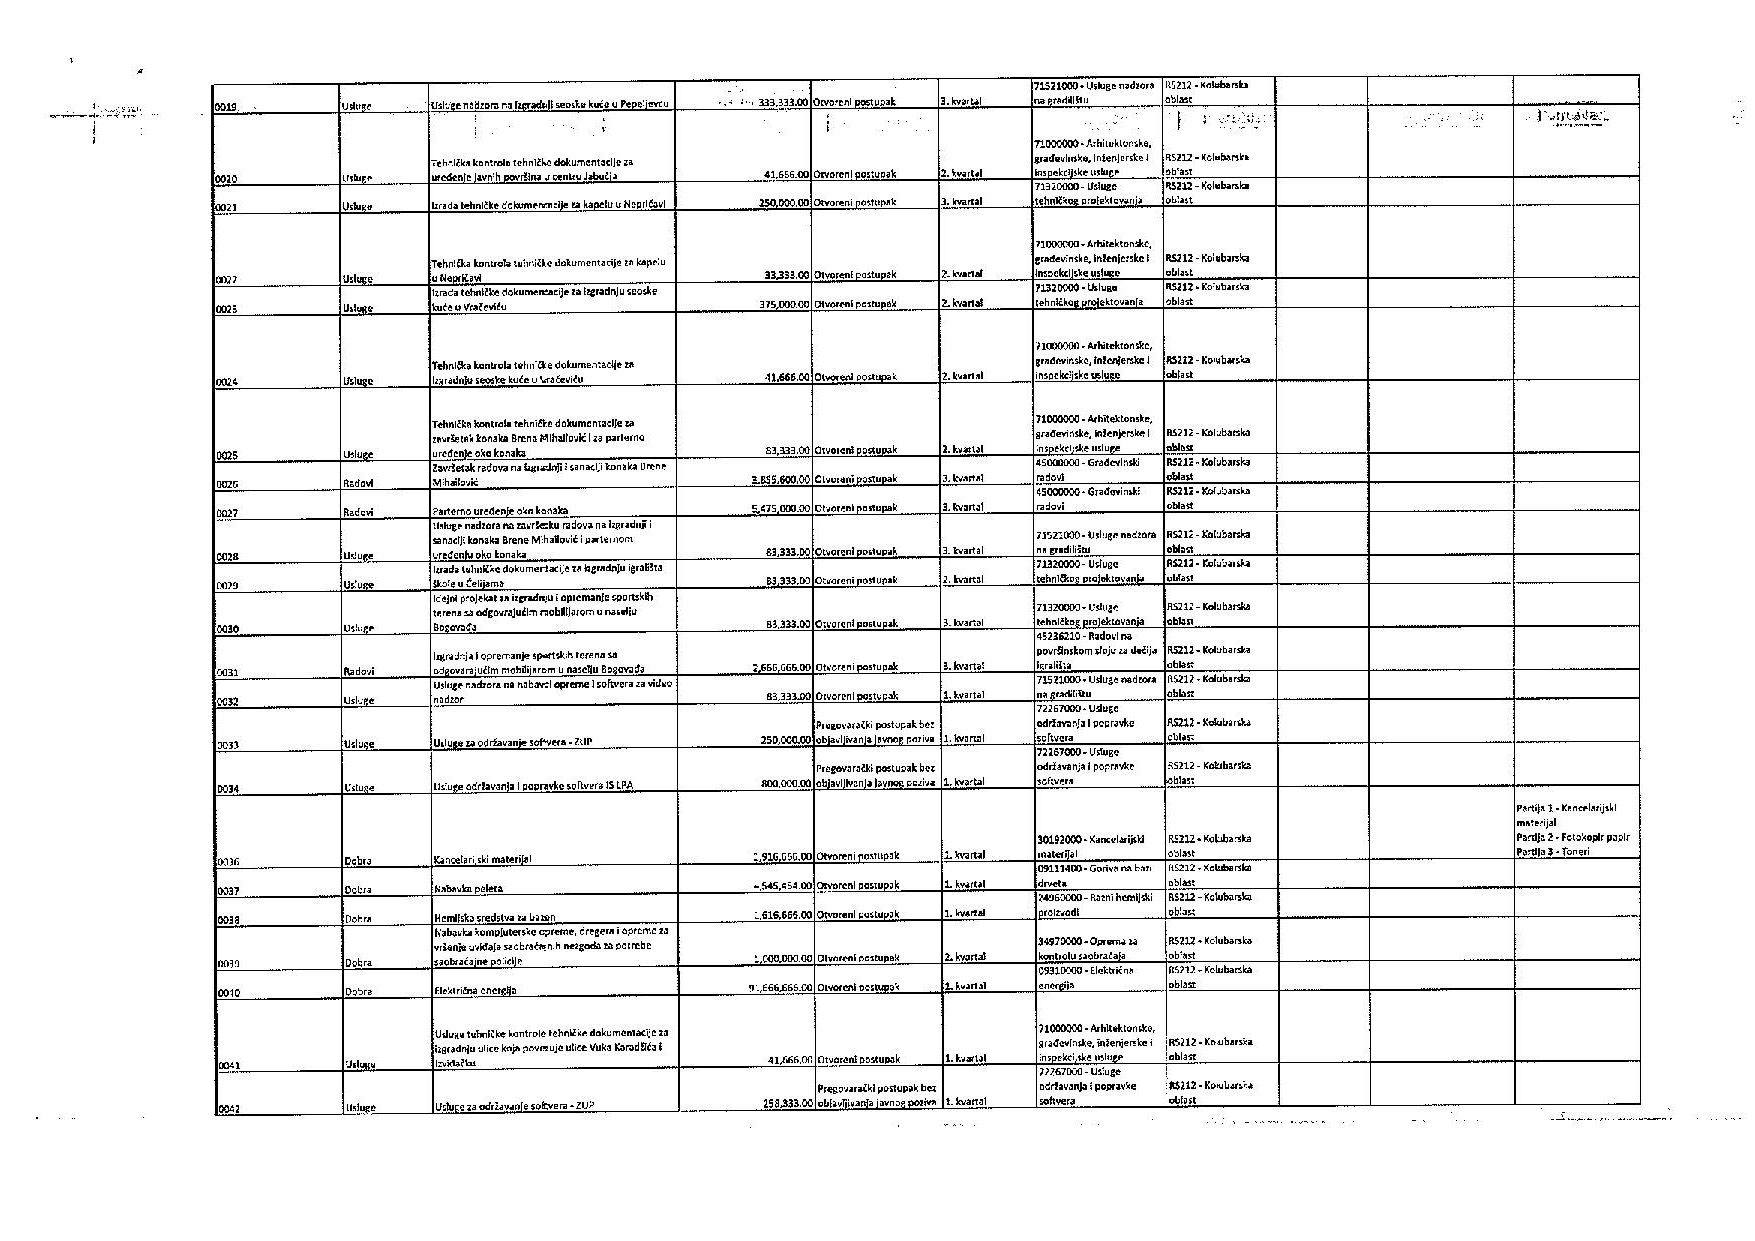 0019 Usluge Usluge nadzora na izgradnji seoske kuće u Pepeljevcu 333,333.00 Otvoreni postupak 3. kvartal 71521000 - Usluge nadzora na gradilištu RS212 - Kolubarska oblast
0020 Usluge Tehnička kontrola tehničke dokumentacije za uređenje javnih površina u centru Jabučja 41,666.00 Otvoreni postupak 2. kvartal 71000000 - Arhitektonske, građevinske, inženjerske i inspekcijske usluge RS212 - Kolubarska oblast
0021 Usluge Izrada tehničke dokumentacije za kapelu u Nepričavi 250,000.00 Otvoreni postupak 3. kvartal 71320000 - Usluge tehničkog projektovanja RS212 - Kolubarska oblast
0022 Usluge Tehnička kontrola tehničke dokumentacije za kapelu u Nepričavi 33,333.00 Otvoreni postupak 2. kvartal 71000000 - Arhitektonske, građevinske, inženjerske i inspekcijske usluge RS212 - Kolubarska oblast
0023 Usluge Izrada tehničke dokumentacije za izgradnju seoske kuće u Vračeviću 375,000.00 Otvoreni postupak 2. kvartal 71320000 - Usluge tehničkog projektovanja RS212 - Kolubarska oblast
0024 Usluge Tehnička kontrola tehničke dokumentacije za izgradnju seoske kuće u Vračeviću 41,666.00 Otvoreni postupak 2. kvartal 71000000 - Arhitektonske, građevinske, inženjerske i inspekcijske usluge RS212 - Kolubarska oblast
0025 Usluge Tehnička kontrola tehničke dokumentacije za završetak konaka Brena Mihailović i za parterno uređenje oko konaka 83,333.00 Otvoreni postupak 2. kvartal 71000000 - Arhitektonske, građevinske, inženjerske i inspekcijske usluge RS212 - Kolubarska oblast
0026 Radovi Završetak radova na izgradnji i sanaciji konaka Brene Mihailović Otvoreni postupak 3. kvartal 45000000 - Građevinski radovi RS212 - Kolubarska oblast
0027 Radovi Parterno uređenje oko konaka 5,475,000.00 Otvoreni postupak 3. kvartal 45000000 - Građevinski radovi RS212 - Kolubarska oblast
0028 Usluge Usluge nadzora na završetku radova na izgradnji i sanaciji konaka Brene Mihailović i parternom uređenju oko konaka 83,333.00 Otvoreni postupak 3. kvartal 71521000 - Usluge nadzora na gradilištu RS212 - Kolubarska oblast
0029 Usluge Izrada tehničke dokumentacije za izgradnju igrališta škole u Ćelijama 83,333.00 Otvoreni postupak 2. kvartal 71320000 - Usluge tehničkog projektovanja RS212 - Kolubarska oblast
0030 Usluge Idejni projekat za izgradnju i opremanje sportskih terena sa odgovrajućim mobilijarom u naselju Bogovađa 83,333.00 Otvoreni postupak 3. kvartal 71320000 - Usluge tehničkog projektovanja RS212 - Kolubarska oblast
0031 Radovi Izgradnja i opremanje sportskih terena sa odgovarajućim mobilijarom u naselju Bogovađa 2,666,666.00 Otvoreni postupak 3. kvartal 45236210 - Radovi na površinskom sloju za dečija igrališta RS212 - Kolubarska oblast
0032 Usluge Usluge nadzora na nabavci opreme i softvera za video nadzor 83,333.00 Otvoreni postupak 1. kvartal 71521000 - Usluge nadzora na gradilištu RS212 - Kolubarska oblast
0033 Usluge Usluge za održavanje softvera - ZUP 250,000.00 Pregovarački postupak bez objavljivanja javnog poziva 1. kvartal 72267000 - Usluge održavanja i popravke softvera RS212 - Kolubarska oblast
0034 Usluge Usluge održavanja i popravke softvera IS LPA 800,000.00 Pregovarački postupak bez objavljivanja javnog poziva 1. kvartal 72267000 - Usluge održavanja i popravke softvera RS212 - Kolubarska oblast
0036 Dobra Kancelarijski materijal 1,916,666.00 Otvoreni postupak 1. kvartal 30192000 - Kancelarijski materijal RS212 - Kolubarska oblast Partija 1 - Kancelarijski materijal
Partija 2 - Fotokopir papir
Partija 3 - Toneri
0037 Dobra Nabavka peleta Otvoreni postupak 1. kvartal 09111400 - Goriva na bazi drveta RS212 - Kolubarska oblast
0038 Dobra Hemijska sredstva za bazen 1,616,666.00 Otvoreni postupak 1. kvartal 24960000 - Razni hemijski proizvodi RS212 - Kolubarska oblast
0039 Dobra Nabavka kompjuterske opreme, dregera i opreme za vršenje uviđaja saobraćajnih nezgoda za potrebe saobraćajne policije 1,000,000.00 Otvoreni postupak 2. kvartal 34970000 - Oprema za kontrolu saobraćaja RS212 - Kolubarska oblast
0040 Dobra Električna energija 91,666,666.00 Otvoreni postupak kvartal 09310000 - Električna energija RS212 - Kolubarska oblast
0041 Usluge Usluge tehničke kontrole tehničke dokumentacije za izgradnju ulice koja povezuje ulice Vuka Karadžića i Izviđačku 41,666.00 Otvoreni postupak 1. kvartal 71000000 - Arhitektonske, građevinske, inženjerske i inspekcijske usluge RS212 - Kolubarska oblast
0042 Usluge Usluge za održavanje softvera - ZUP 258,333.00 Pregovarački postupak bez objavljivanja javnog poziva 1. kvartal 72267000 - Usluge održavanja i popravke softvera RS212 - Kolubarska oblast